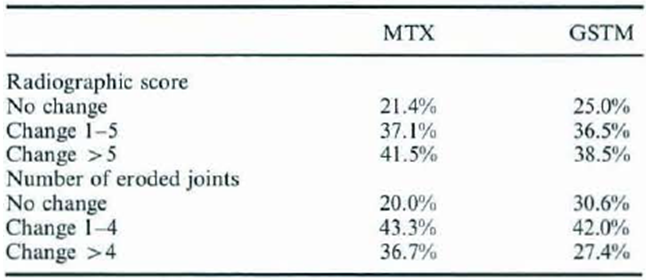 MTX GSTM
Radiographic score
No change 21.4% 25.0%
Change 1–5 37.1% 36.5%
Change >5 41.5% 38.5%
Number of eroded joints
No change 20.0% 30.6%
Change 1–4 43.3% 42.0%
Change >4 36.7% 27.4%